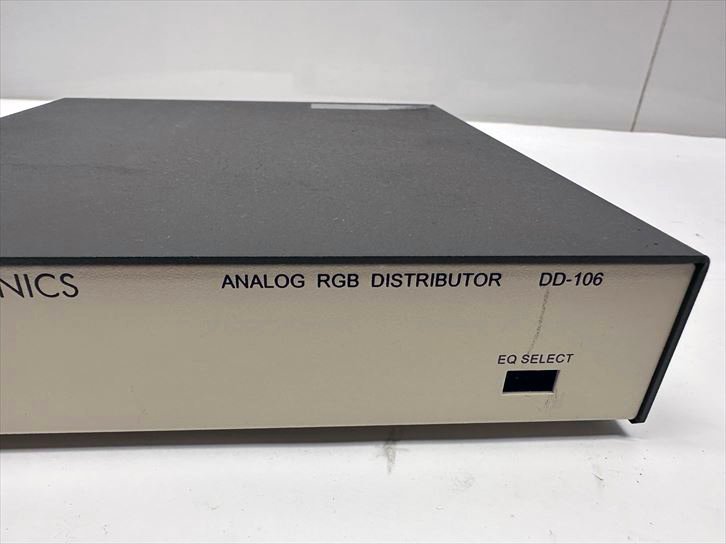 NICS ANALOG RGB DISTRIBUTOR DD-106
EQ SELECT